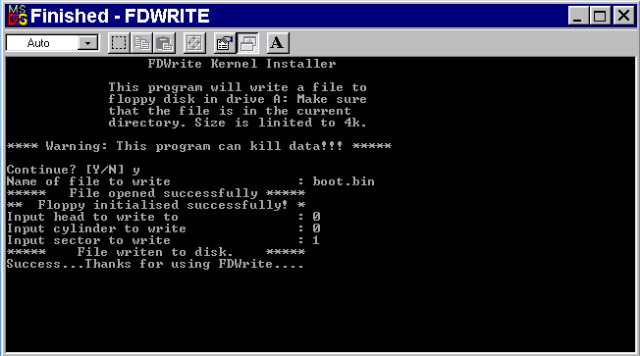 Finished - FDWRITE
Auto
A
FDWrite Kernel Installer
This program will write a file to
floppy disk in drive A: Make sure
that the file is in the current
directory. Size is linited to 4k.
**** Warning: This program can kill data!!! *****
Continue? [Y/N] y
Name of file to write : boot.bin
***** File opened successfully *****
** Floppy initialised successfully! *
Input head to write to : 0
Input cylinder to write : 0
Input sector to write : 1
***** File writen to disk. *****
Success...Thanks for using FDWrite....